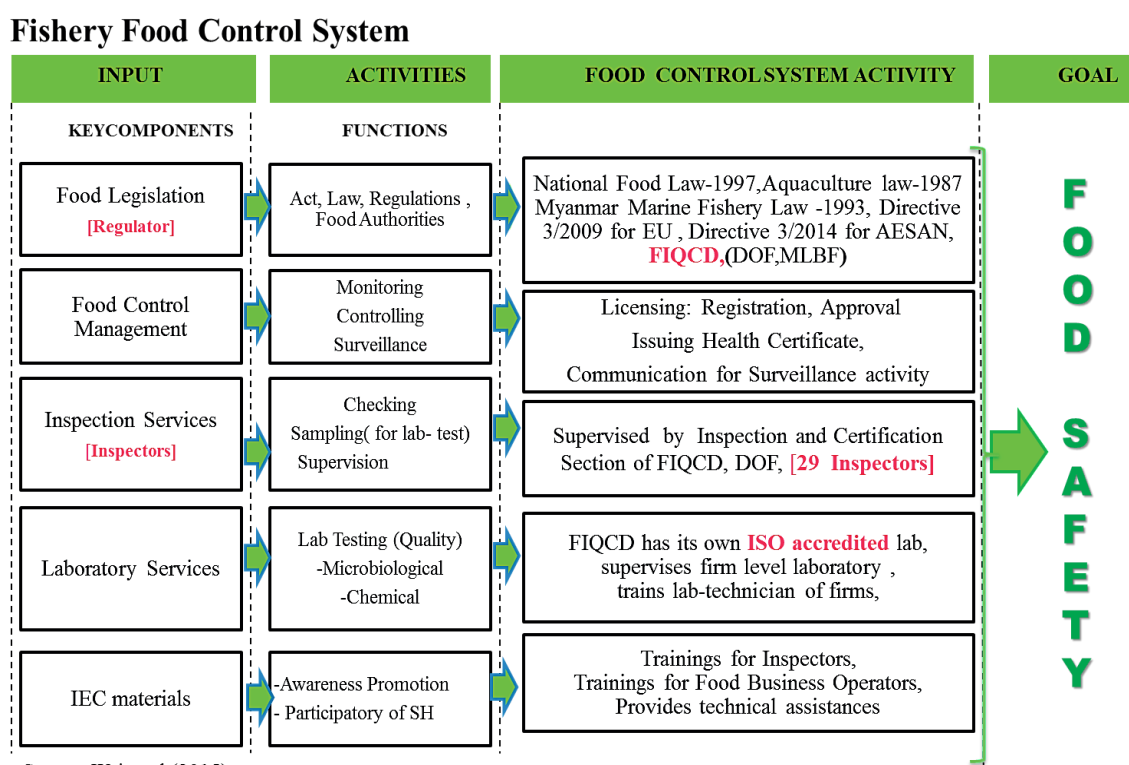 Fishery Food Control System
INPUT
ACTIVITIES
FOOD CONTROL SYSTEM ACTIVITY
GOAL
KEYCOMPONENTS
FUNCTIONS
Food Legislation
[Regulator]
Act, Law, Regulations ,
Food Authorities
National Food Law-1997,Aquaculture law-1987
Myanmar Marine Fishery Law -1993, Directive
3/2009 for EU , Directive 3/2014 for AESAN,
FIQCD,(DOF,MLBF)
Food Control
Management
Monitoring
Controlling
Surveillance
Licensing: Registration, Approval
Issuing Health Certificate,
Communication for Surveillance activity
Inspection Services
[Inspectors]
Checking
Sampling( for lab- test)
Supervision
Supervised by Inspection and Certification
Section of FIQCD, DOF, [29 Inspectors]
Laboratory Services
Lab Testing (Quality)
-Microbiological
-Chemical
FIQCD has its own ISO accredited lab,
supervises firm level laboratory ,
trains lab-technician of firms,
IEC materials
-Awareness Promotion
- Participatory of SH
Trainings for Inspectors,
Trainings for Food Business Operators,
Provides technical assistances
FOOD SAFETY